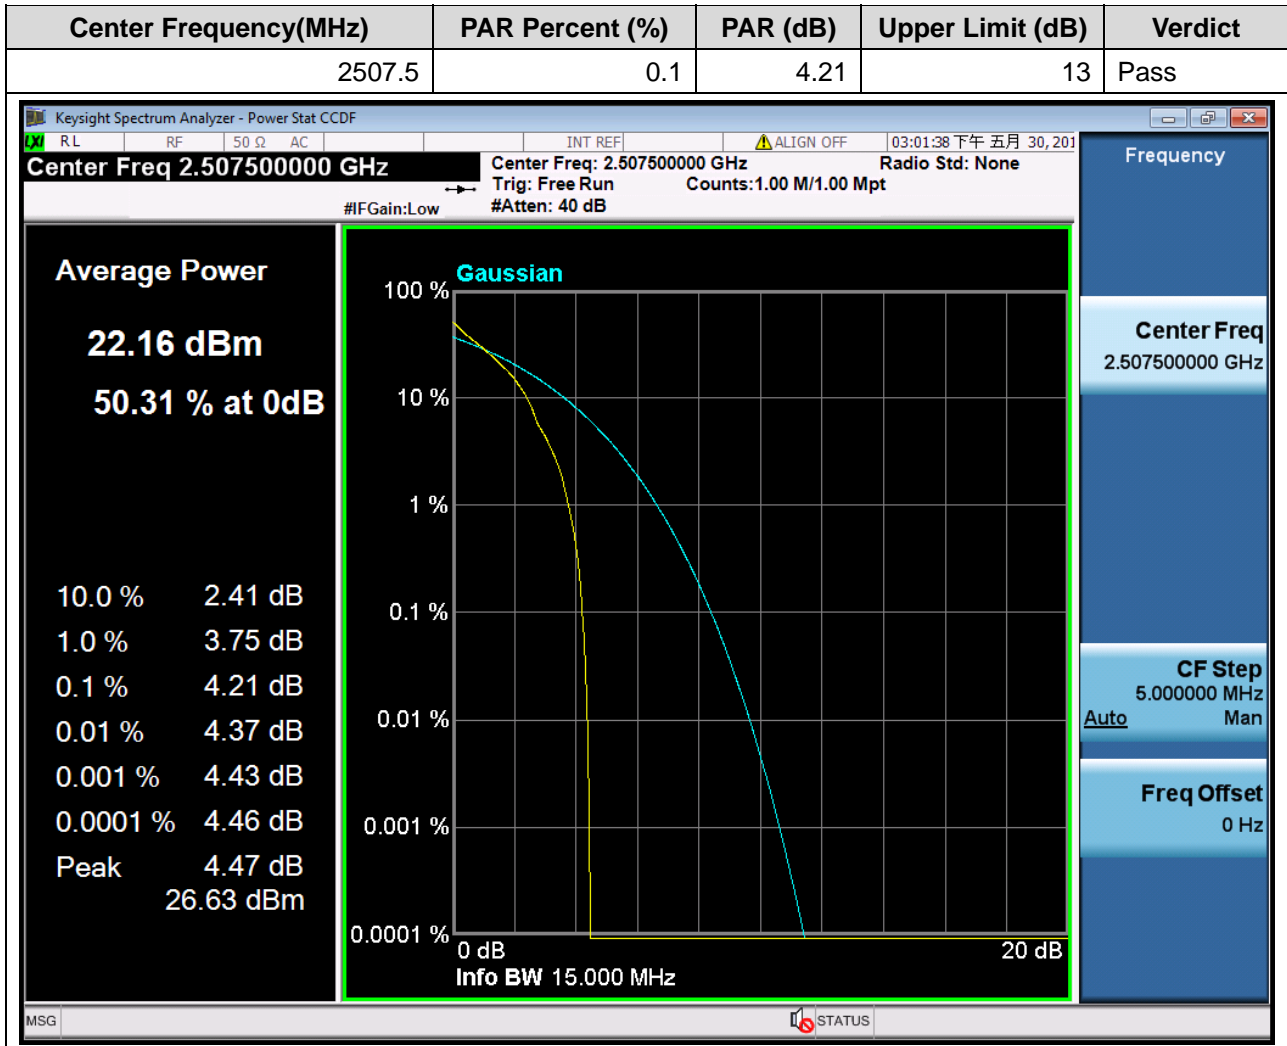 Center Frequency(MHz) PAR Percent (%) PAR (dB) Upper Limit (dB) Verdict
2507.5 0.1 4.21 13 Pass
Keysight Spectrum Analyzer - Power Stat CCDF
LXI RL RF 50 Ω AC INT REF ALIGN OFF 03:01:38 下午 五月 30, 201
Center Freq 2.507500000 GHz
Center Freq: 2.507500000 GHz Radio Std: None
Trig: Free Run Counts:1.00 M/1.00 Mpt
#IFGain:Low #Atten: 40 dB
Average Power
22.16 dBm
50.31 % at 0dB
10.0 % 2.41 dB
1.0 % 3.75 dB
0.1 % 4.21 dB
0.01 % 4.37 dB
0.001 % 4.43 dB
0.0001 % 4.46 dB
Peak 4.47 dB
26.63 dBm
Gaussian
100 %
10 %
1 %
0.1 %
0.01 %
0.001 %
0.0001 %
0 dB 20 dB
Info BW 15.000 MHz
Frequency
Center Freq
2.507500000 GHz
CF Step
5.000000 MHz
Auto Man
Freq Offset
0 Hz
MSG STATUS